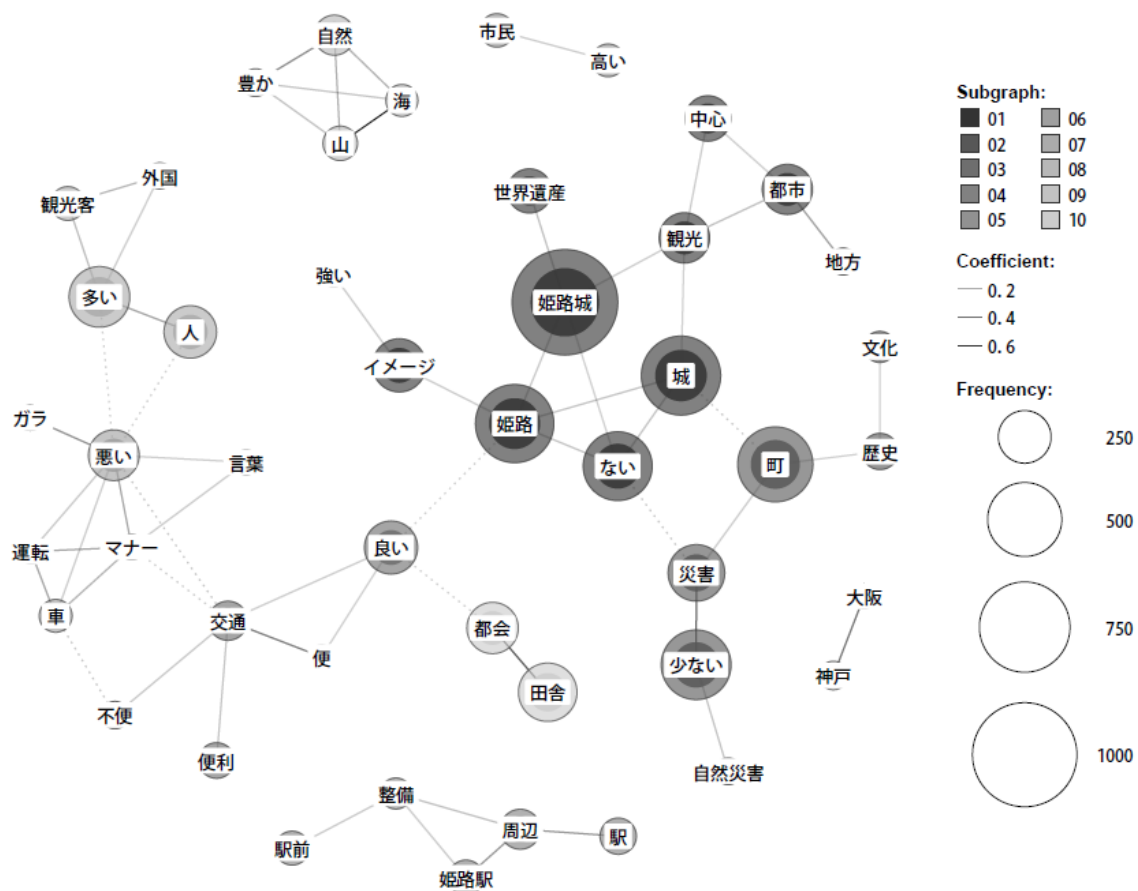 自然
市民
高い
豊か
海
山
中心
外国
世界遺産
都市
観光客
観光
地方
強い
多い
姫路城
人
文化
イメージ
城
ガラ
姫路
悪い
言葉
ない
町
歴史
運転
マナー
良い
災害
大阪
車
交通
都会
便
少ない
神戸
田舎
不便
便利
自然災害
整備
周辺
駅
駅前
姫路駅
Subgraph:
01 06
02 07
03 08
04 09
05 10
Coefficient:
0.2
0.4
0.6
Frequency:
250
500
750
1000